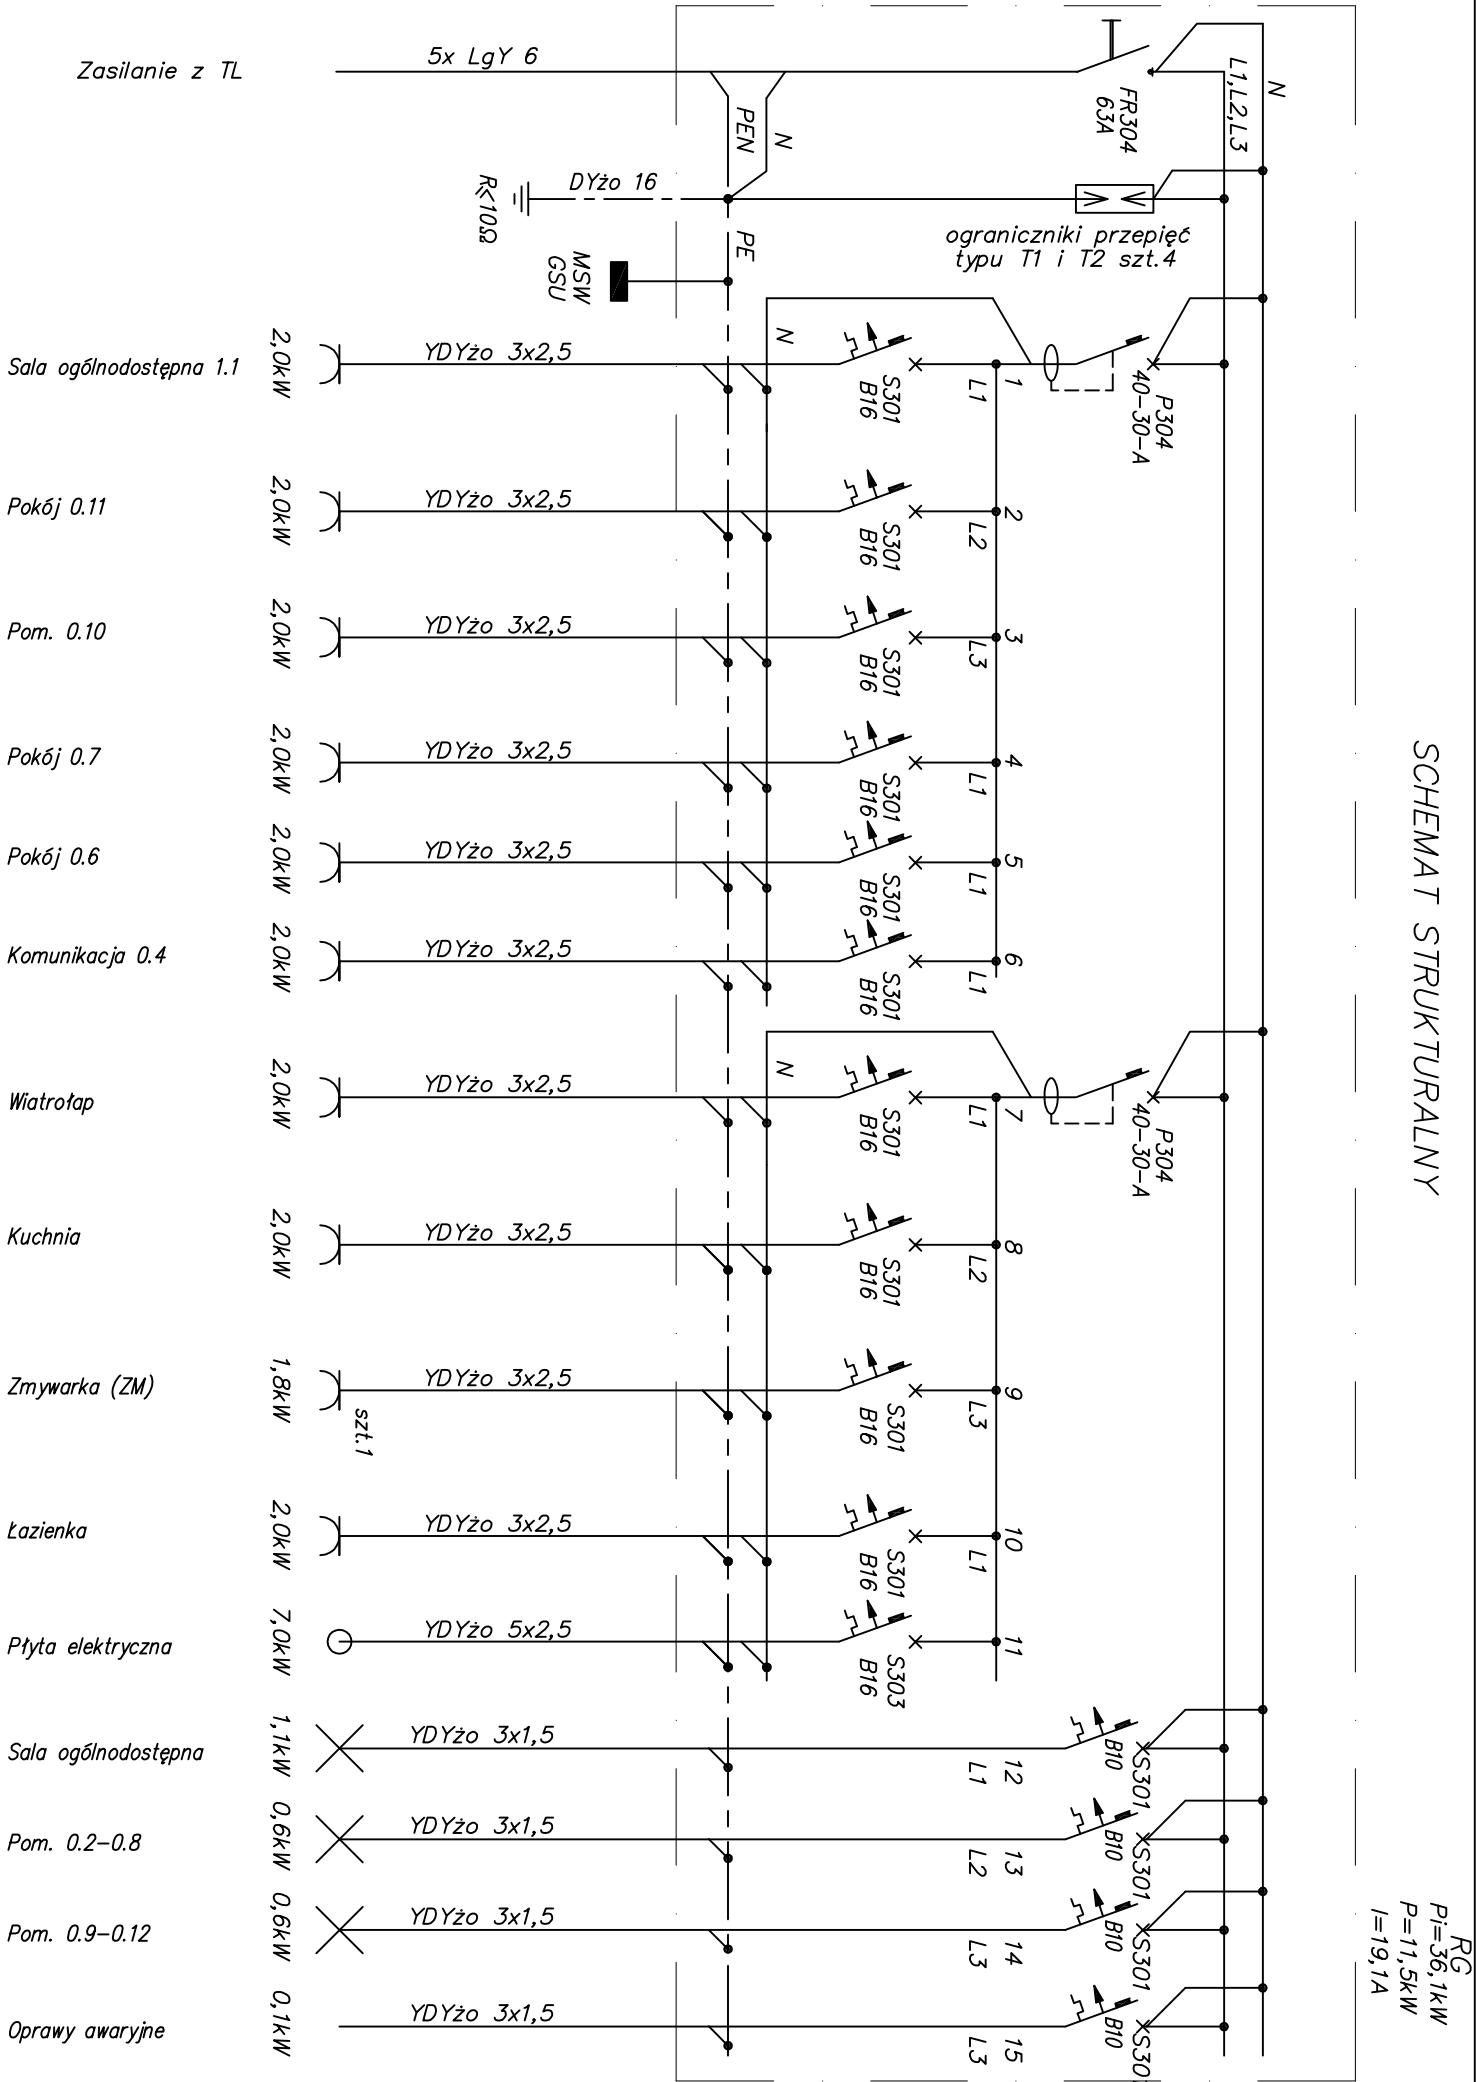 SCHEMAT STRUKTURALNY
RG
Pi=36,1kW
P=11,5kW
I=19,1A
Zasilanie z TL
5x LgY 6
PEN
N
FR304
63A
L1,L2,L3
N
R<10Ω
DYżo 16
PE
MSW
GSU
ograniczniki przepięć
typu T1 i T2 szt.4
Sala ogólnodostępna 1.1
2,0kW
YDYżo 3x2,5
N
S301
B16
L1
1
P304
40-30-A
Pokój 0.11
2,0kW
YDYżo 3x2,5
S301
B16
L2
2
Pom. 0.10
2,0kW
YDYżo 3x2,5
S301
B16
L3
3
Pokój 0.7
2,0kW
YDYżo 3x2,5
S301
B16
L1
4
Pokój 0.6
2,0kW
YDYżo 3x2,5
S301
B16
L1
5
Komunikacja 0.4
2,0kW
YDYżo 3x2,5
S301
B16
L1
6
Wiatrołap
2,0kW
YDYżo 3x2,5
N
S301
B16
L1
7
P304
40-30-A
Kuchnia
2,0kW
YDYżo 3x2,5
S301
B16
L2
8
Zmywarka (ZM)
1,8kW
szt.1
YDYżo 3x2,5
S301
B16
L3
9
Łazienka
2,0kW
YDYżo 3x2,5
S301
B16
L1
10
Płyta elektryczna
7,0kW
YDYżo 5x2,5
S303
B16
11
Sala ogólnodostępna
1,1kW
YDYżo 3x1,5
L1
12
B10
S301
Pom. 0.2-0.8
0,6kW
YDYżo 3x1,5
L2
13
B10
S301
Pom. 0.9-0.12
0,6kW
YDYżo 3x1,5
L3
14
B10
S301
Oprawy awaryjne
0,1kW
YDYżo 3x1,5
L3
15
B10
S30